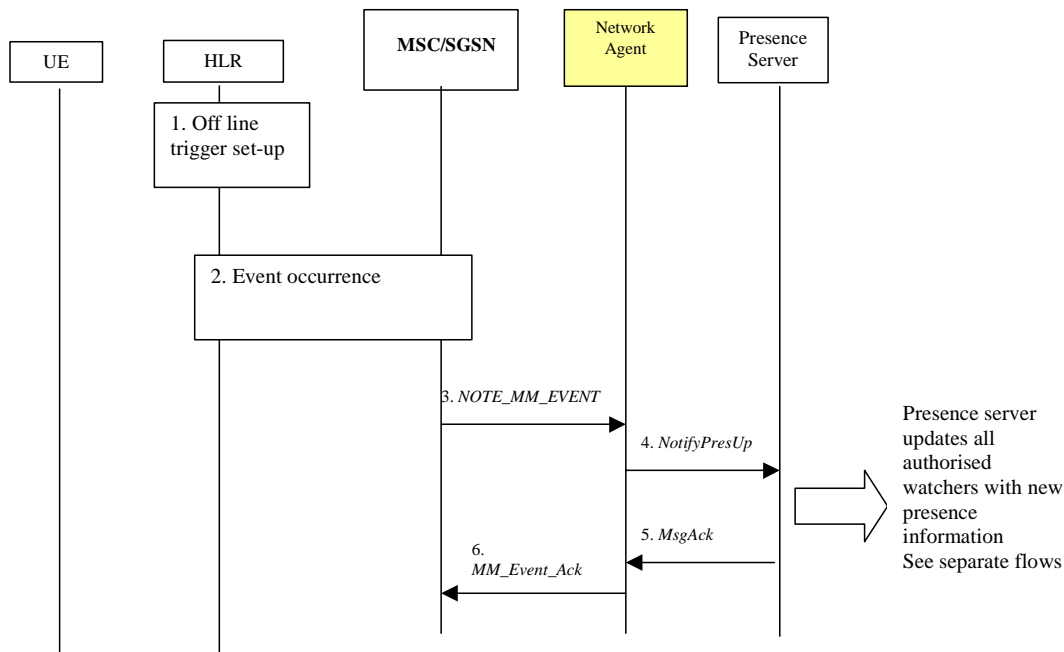 UE
HLR
MSC/SGSN
Network
Agent
Presence
Server
1. Off line
trigger set-up
2. Event occurrence
3. NOTE_MM_EVENT
4. NotifyPresUp
Presence server
updates all
authorised
watchers with new
presence
information
See separate flows
5. MsgAck
6.
MM_Event_Ack